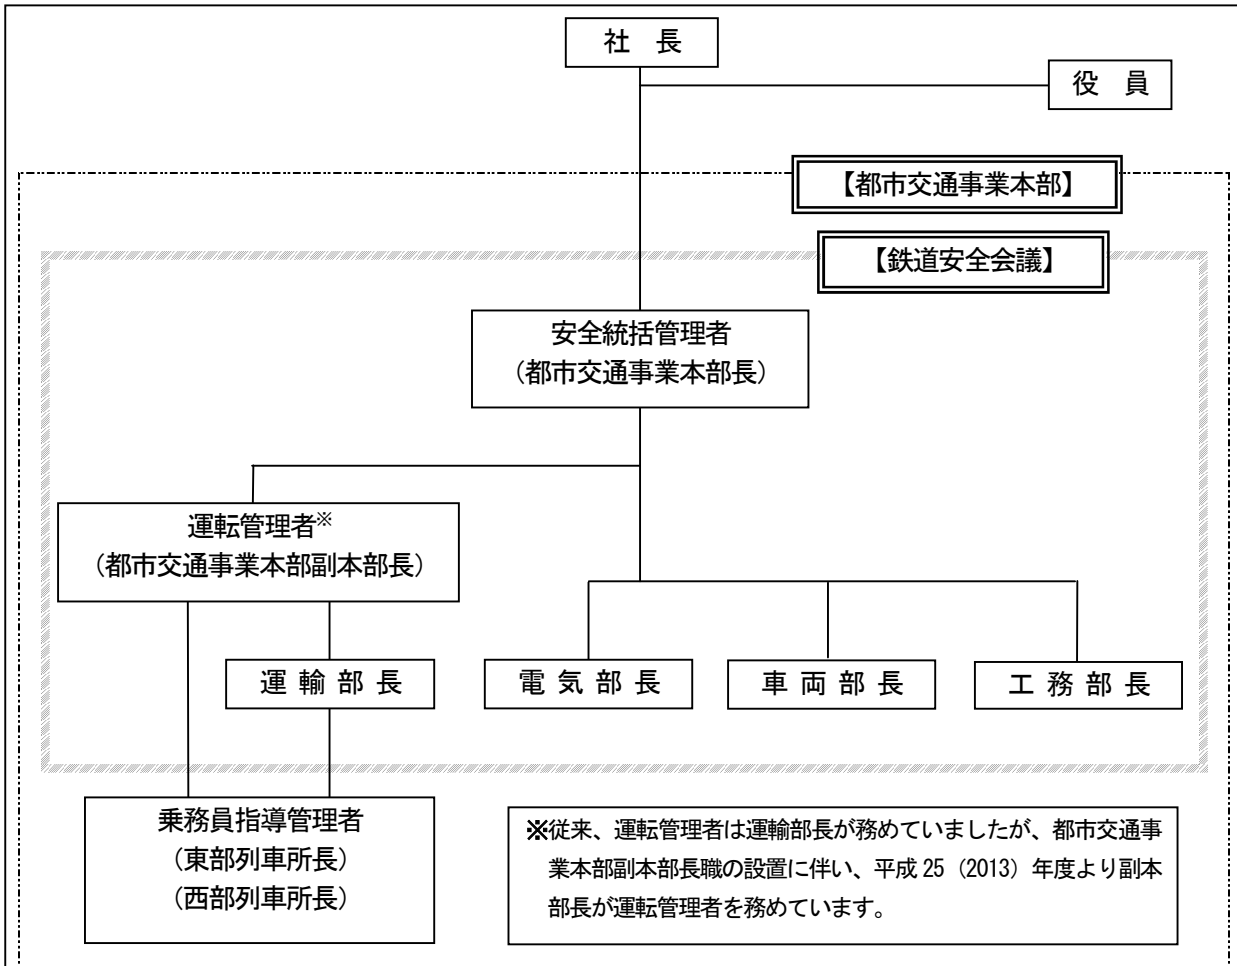 社　長
役　員
【都市交通事業本部】
【鉄道安全会議】
安全統括管理者
（都市交通事業本部長）
運転管理者※
（都市交通事業本部副本部長）
運 輸 部 長
電 気 部 長
車 両 部 長
工 務 部 長
乗務員指導管理者
（東部列車所長）
（西部列車所長）
※従来、運転管理者は運輸部長が務めていましたが、都市交通事
業本部副本部長職の設置に伴い、平成 25（2013）年度より副本
部長が運転管理者を務めています。